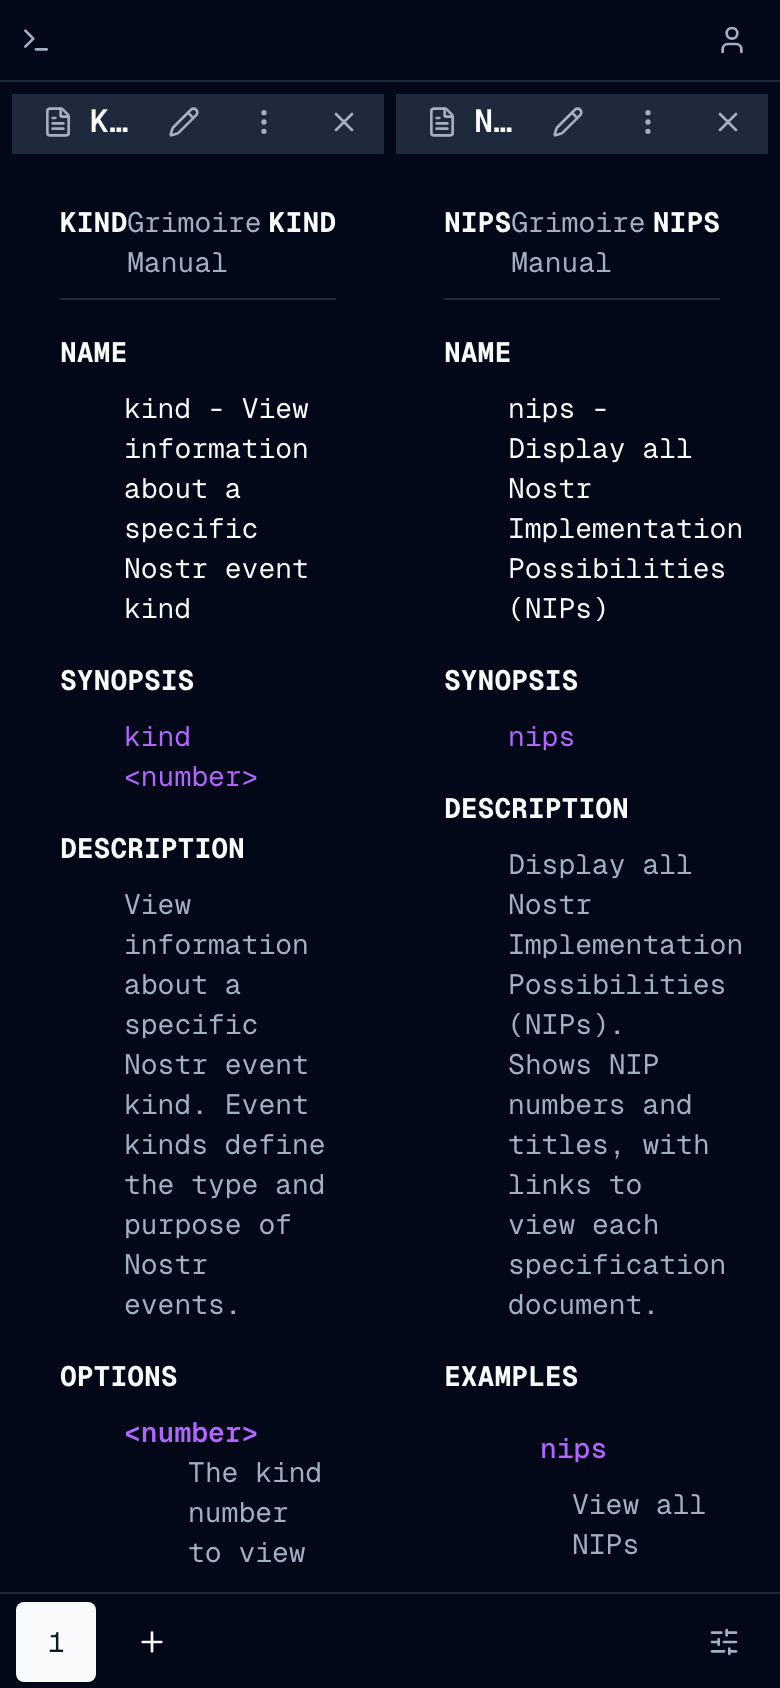 K...
KIND Grimoire KIND
Manual
NAME
kind - View
information
about a
specific
Nostr event
kind
SYNOPSIS
kind
<number>
DESCRIPTION
View
information
about a
specific
Nostr event
kind. Event
kinds define
the type and
purpose of
Nostr
events.
OPTIONS
<number>
The kind
number
to view
N...
NIPS Grimoire NIPS
Manual
NAME
nips -
Display all
Nostr
Implementation
Possibilities
(NIPs)
SYNOPSIS
nips
DESCRIPTION
Display all
Nostr
Implementation
Possibilities
(NIPs).
Shows NIP
numbers and
titles, with
links to
view each
specification
document.
EXAMPLES
nips
View all
NIPs
1